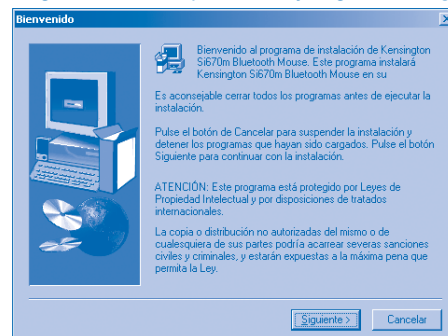 Bienvenido
Bienvenido al programa de instalación de Kensington
Si670m Bluetooth Mouse. Este programa instalará
Kensington Si670m Bluetooth Mouse en su
Es aconsejable cerrar todos los programas antes de ejecutar la
instalación.
Pulse el botón de Cancelar para suspender la instalación y
detener los programas que hayan sido cargados. Pulse el botón
Siguiente para continuar con la instalación.
ATENCIÓN: Este programa está protegido por Leyes de
Propiedad Intelectual y por disposiciones de tratados
internacionales.
La copia o distribución no autorizadas del mismo o de
cualesquiera de sus partes podría acarrear severas sanciones
civiles y criminales, y estarán expuestas a la máxima pena que
permita la Ley.
Siguiente > Cancelar